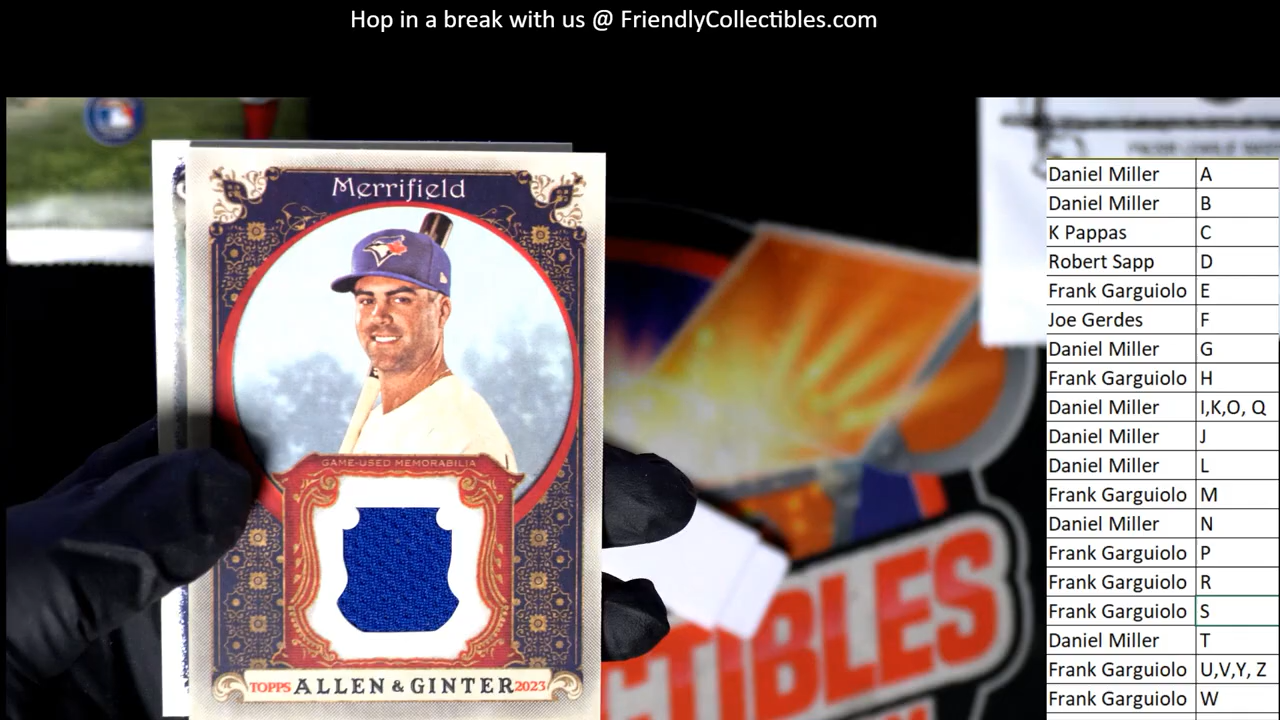 Hop in a break with us @ FriendlyCollectibles.com
Merrifield
GAME-USED MEMORABILIA
TOPPS ALLEN & GINTER 2023
CTIBLES
Daniel Miller A
Daniel Miller B
K Pappas C
Robert Sapp D
Frank Garguiolo E
Joe Gerdes F
Daniel Miller G
Frank Garguiolo H
Daniel Miller I,K,O, Q
Daniel Miller J
Daniel Miller L
Frank Garguiolo M
Daniel Miller N
Frank Garguiolo P
Frank Garguiolo R
Frank Garguiolo S
Daniel Miller T
Frank Garguiolo U,V,Y, Z
Frank Garguiolo W